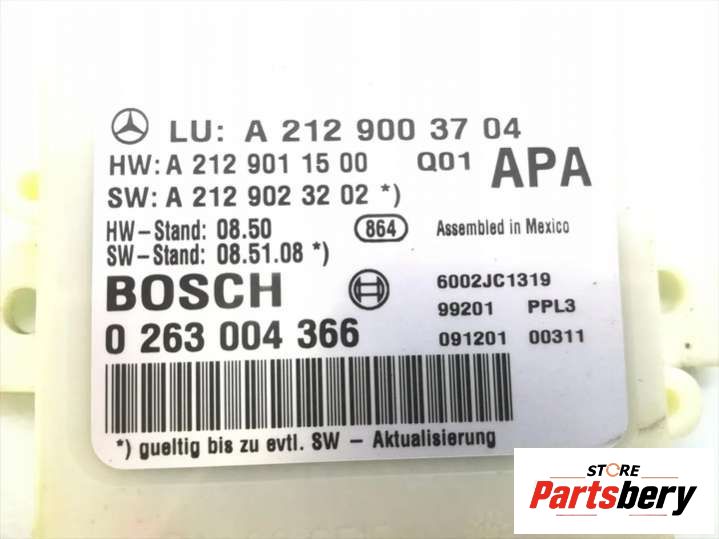 LU: A 212 900 37 04
HW: A 212 901 15 00 Q01 APA
SW: A 212 902 32 02 *)
HW-Stand: 08.50 864 Assembled in Mexico
SW-Stand: 08.51.08 *)
BOSCH 6002JC1319
99201 PPL3
0 263 004 366 091201 00311
*) gueltig bis zu evtl. SW - Aktualisierung
STORE
Partsbery